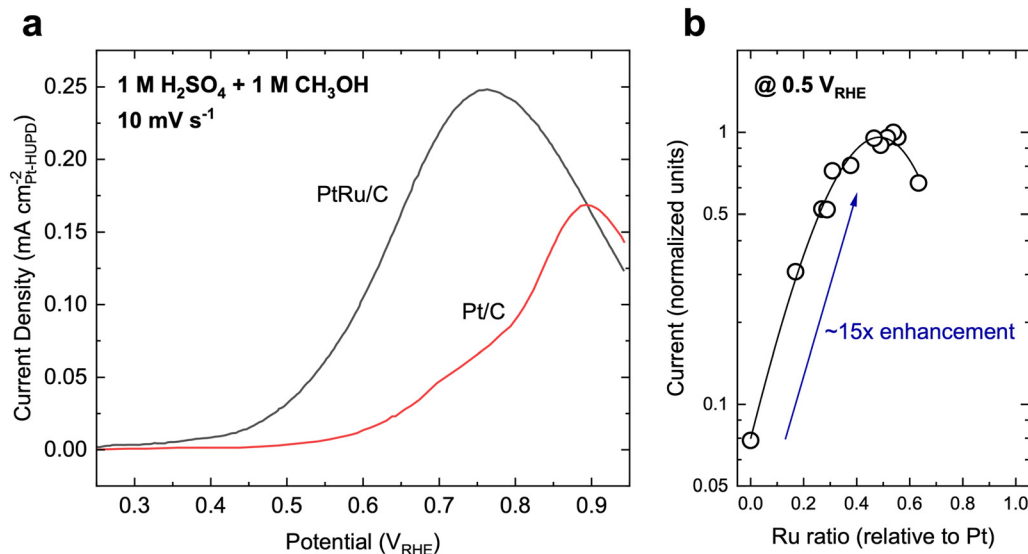 a
1 M H₂SO₄ + 1 M CH₃OH
10 mV s⁻¹
PtRu/C
Pt/C
Current Density (mA cm⁻²Pt-HUPD)
0.25
0.20
0.15
0.10
0.05
0.00
0.3 0.4 0.5 0.6 0.7 0.8 0.9
Potential (VRHE)
b
@ 0.5 VRHE
~15x enhancement
Current (normalized units)
1
0.5
0.1
0.05
0.0 0.2 0.4 0.6 0.8 1.0
Ru ratio (relative to Pt)